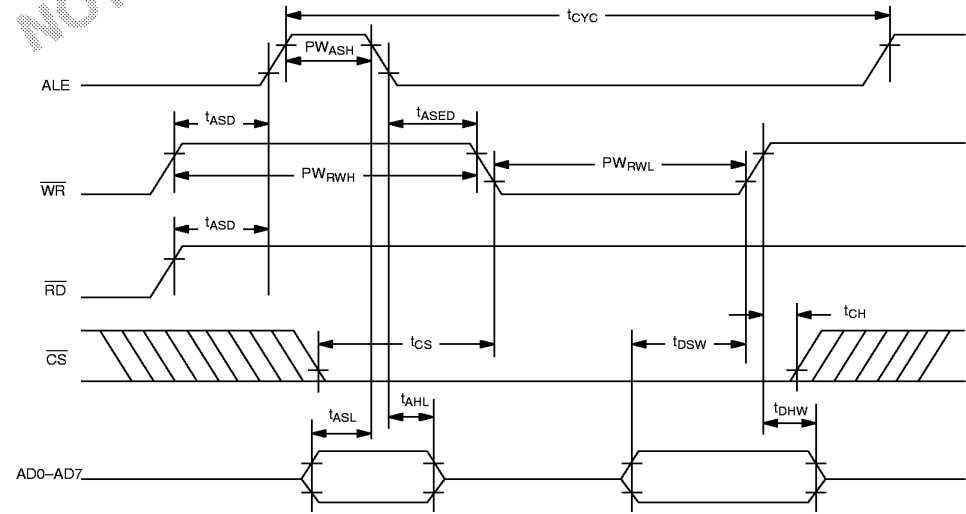 NOT
tCYC
PWASH
ALE
tASD
tASED
PWRWH
PWRWL
WR
tASD
RD
tCH
CS
tCS
tDSW
tASL
tAHL
tDHW
AD0–AD7